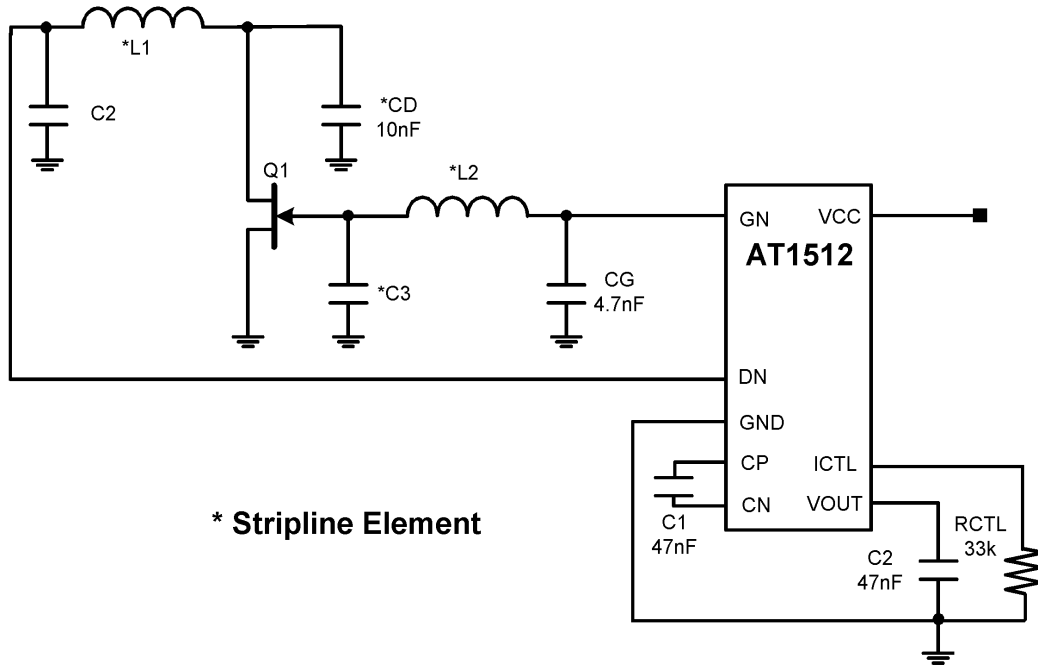 *L1
C2
*CD
10nF
Q1
*L2
*C3
CG
4.7nF
GN
VCC
AT1512
DN
GND
CP
ICTL
CN
VOUT
C1
47nF
RCTL
33k
C2
47nF
* Stripline Element